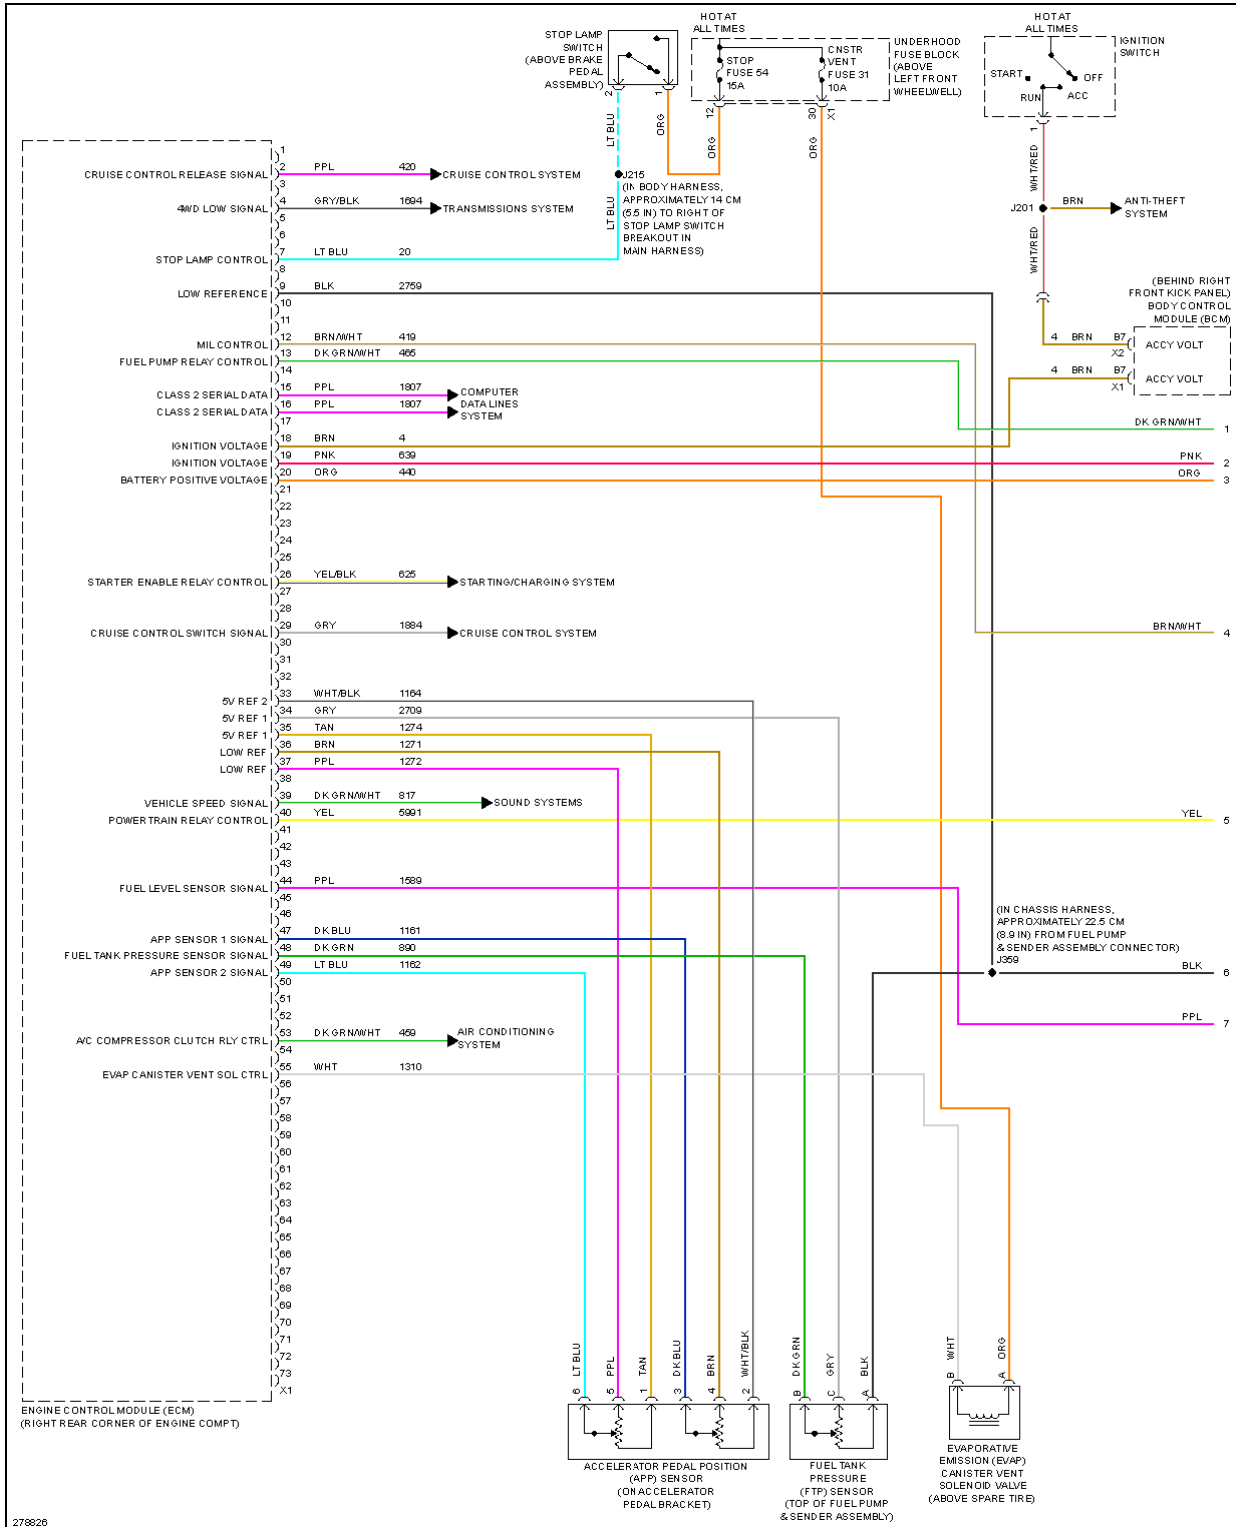 HOT AT
ALL TIMES
HOT AT
ALL TIMES
STOP LAMP
SWITCH
(ABOVE BRAKE
PEDAL
ASSEMBLY)
STOP
FUSE 54
15A
CNSTR
VENT
FUSE 31
10A
UNDERHOOD
FUSE BLOCK
(ABOVE
LEFT FRONT
WHEELWELL)
IGNITION
SWITCH
START
OFF
RUN
ACC
2
1
12
30
X1
1
LT BLU
ORG
ORG
ORG
WHT/RED
J215
(IN BODY HARNESS,
APPROXIMATELY 14 CM
(5.5 IN) TO RIGHT OF
STOP LAMP SWITCH
BREAKOUT IN
MAIN HARNESS)
LT BLU
J201
BRN
ANTI-THEFT
SYSTEM
WHT/RED
(BEHIND RIGHT
FRONT KICK PANEL)
BODY CONTROL
MODULE (BCM)
4 BRN B7
X2
ACCY VOLT
4 BRN B7
X1
ACCY VOLT
1
CRUISE CONTROL RELEASE SIGNAL 2 PPL 420 CRUISE CONTROL SYSTEM
3
4WD LOW SIGNAL 4 GRY/BLK 1694 TRANSMISSIONS SYSTEM
5
6
STOP LAMP CONTROL 7 LT BLU 20
8
LOW REFERENCE 9 BLK 2759
10
11
MIL CONTROL 12 BRN/WHT 419
FUEL PUMP RELAY CONTROL 13 DK GRN/WHT 465
14
CLASS 2 SERIAL DATA 15 PPL 1807
CLASS 2 SERIAL DATA 16 PPL 1807
COMPUTER
DATA LINES
SYSTEM
17
DK GRN/WHT 1
IGNITION VOLTAGE 18 BRN 4
IGNITION VOLTAGE 19 PNK 639 PNK 2
BATTERY POSITIVE VOLTAGE 20 ORG 440 ORG 3
21
22
23
24
25
STARTER ENABLE RELAY CONTROL 26 YEL/BLK 625 STARTING/CHARGING SYSTEM
27
28
CRUISE CONTROL SWITCH SIGNAL 29 GRY 1884 CRUISE CONTROL SYSTEM
BRN/WHT 4
30
31
32
5V REF 2 33 WHT/BLK 1164
5V REF 1 34 GRY 2709
5V REF 1 35 TAN 1274
LOW REF 36 BRN 1271
LOW REF 37 PPL 1272
38
VEHICLE SPEED SIGNAL 39 DK GRN/WHT 817 SOUND SYSTEMS
POWERTRAIN RELAY CONTROL 40 YEL 5991 YEL 5
41
42
43
FUEL LEVEL SENSOR SIGNAL 44 PPL 1589
45
46
APP SENSOR 1 SIGNAL 47 DK BLU 1161
FUEL TANK PRESSURE SENSOR SIGNAL 48 DK GRN 890
APP SENSOR 2 SIGNAL 49 LT BLU 1162
(IN CHASSIS HARNESS,
APPROXIMATELY 22.5 CM
(8.9 IN) FROM FUEL PUMP
& SENDER ASSEMBLY CONNECTOR)
J359
BLK 6
50
51
52
PPL 7
A/C COMPRESSOR CLUTCH RLY CTRL 53 DK GRN/WHT 459
AIR CONDITIONING
SYSTEM
54
EVAP CANISTER VENT SOL CTRL 55 WHT 1310
56
57
58
59
60
61
62
63
64
65
66
67
68
69
70
71
72
73
X1
ENGINE CONTROL MODULE (ECM)
(RIGHT REAR CORNER OF ENGINE COMPT)
6 LT BLU
5 PPL
1 TAN
3 DK BLU
4 BRN
2 WHT/BLK
B DK GRN
C GRY
A BLK
B WHT
A ORG
ACCELERATOR PEDAL POSITION
(APP) SENSOR
(ON ACCELERATOR
PEDAL BRACKET)
FUEL TANK
PRESSURE
(FTP) SENSOR
(TOP OF FUEL PUMP
& SENDER ASSEMBLY)
EVAPORATIVE
EMISSION (EVAP)
CANISTER VENT
SOLENOID VALVE
(ABOVE SPARE TIRE)
278826